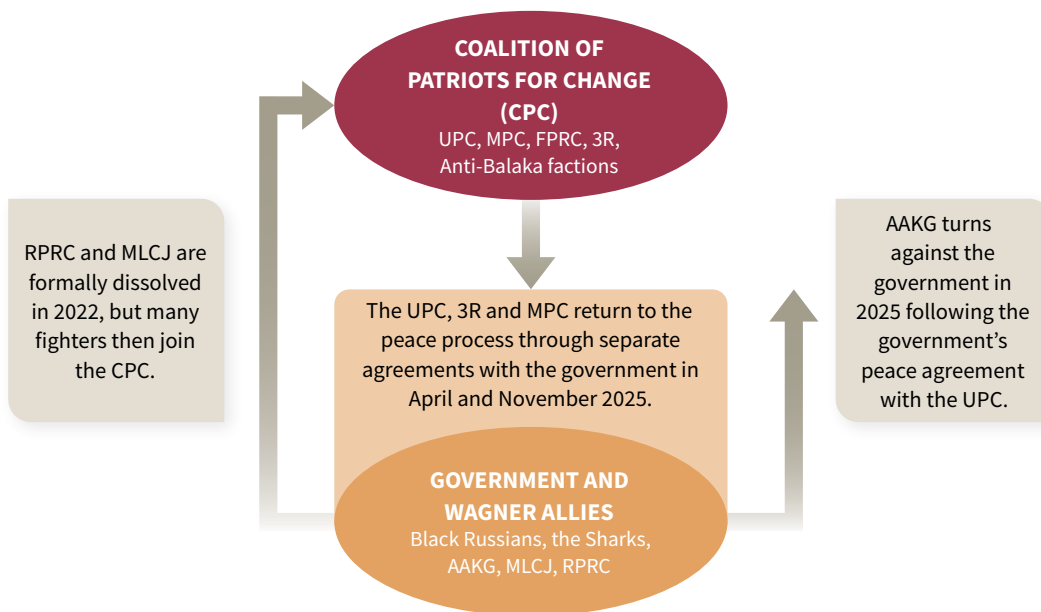 COALITION OF
PATRIOTS FOR CHANGE
(CPC)
UPC, MPC, FPRC, 3R,
Anti-Balaka factions
RPRC and MLCJ are
formally dissolved
in 2022, but many
fighters then join
the CPC.
The UPC, 3R and MPC return to the
peace process through separate
agreements with the government in
April and November 2025.
AAKG turns
against the
government in
2025 following the
government’s
peace agreement
with the UPC.
GOVERNMENT AND
WAGNER ALLIES
Black Russians, the Sharks,
AAKG, MLCJ, RPRC